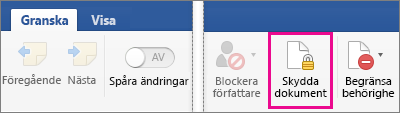 Granska Visa
Föregående Nästa
AV
Spåra ändringar
Blockera
författare
Skydda
dokument
Begränsa
behörighe